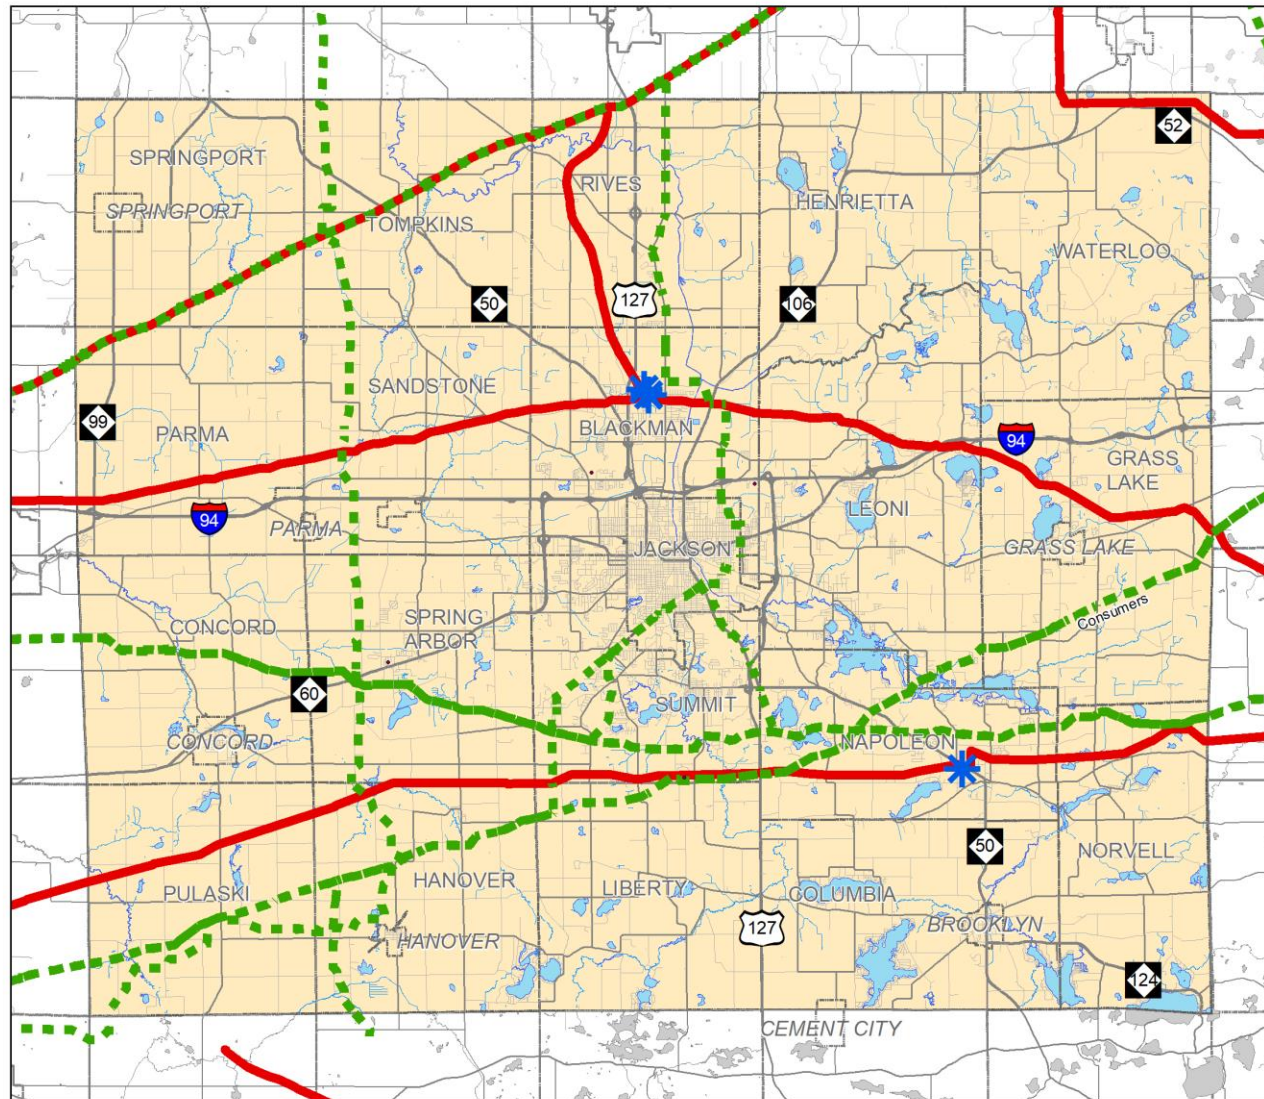 52
SPRINGPORT
RIVES
SPRINGPORT
HENRIETTA
TOMPKINS
WATERLOO
50
127
106
SANDSTONE
99
PARMA
BLACKMAN
94
GRASS
LAKE
94
PARMA
LEONI
JACKSON
GRASS LAKE
CONCORD
SPRING
ARBOR
Consumers
60
SUMMIT
CONCORD
NAPOLEON
50
NORVELL
PULASKI
HANOVER
LIBERTY
COLUMBIA
127
BROOKLYN
HANOVER
124
CEMENT CITY